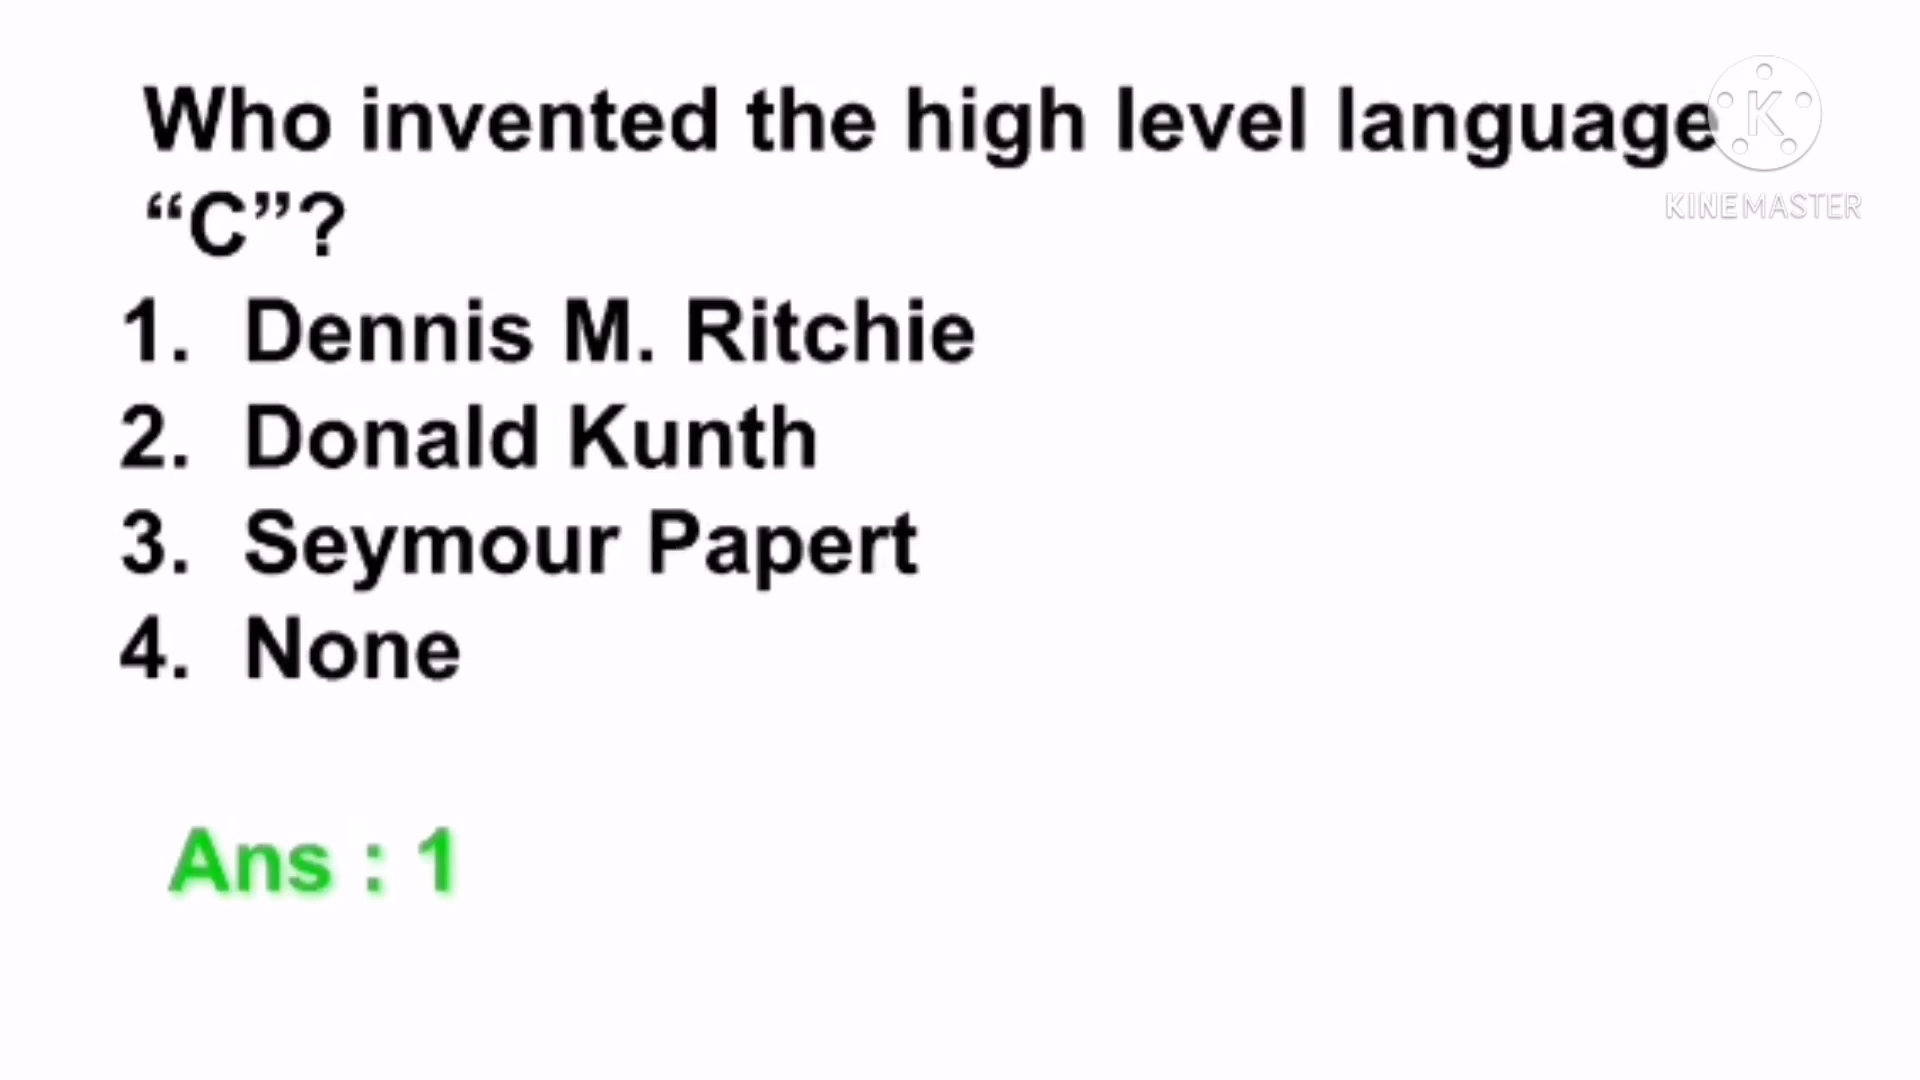 Who invented the high level language
“C”?
1. Dennis M. Ritchie
2. Donald Kunth
3. Seymour Papert
4. None
Ans : 1
K
KINEMASTER